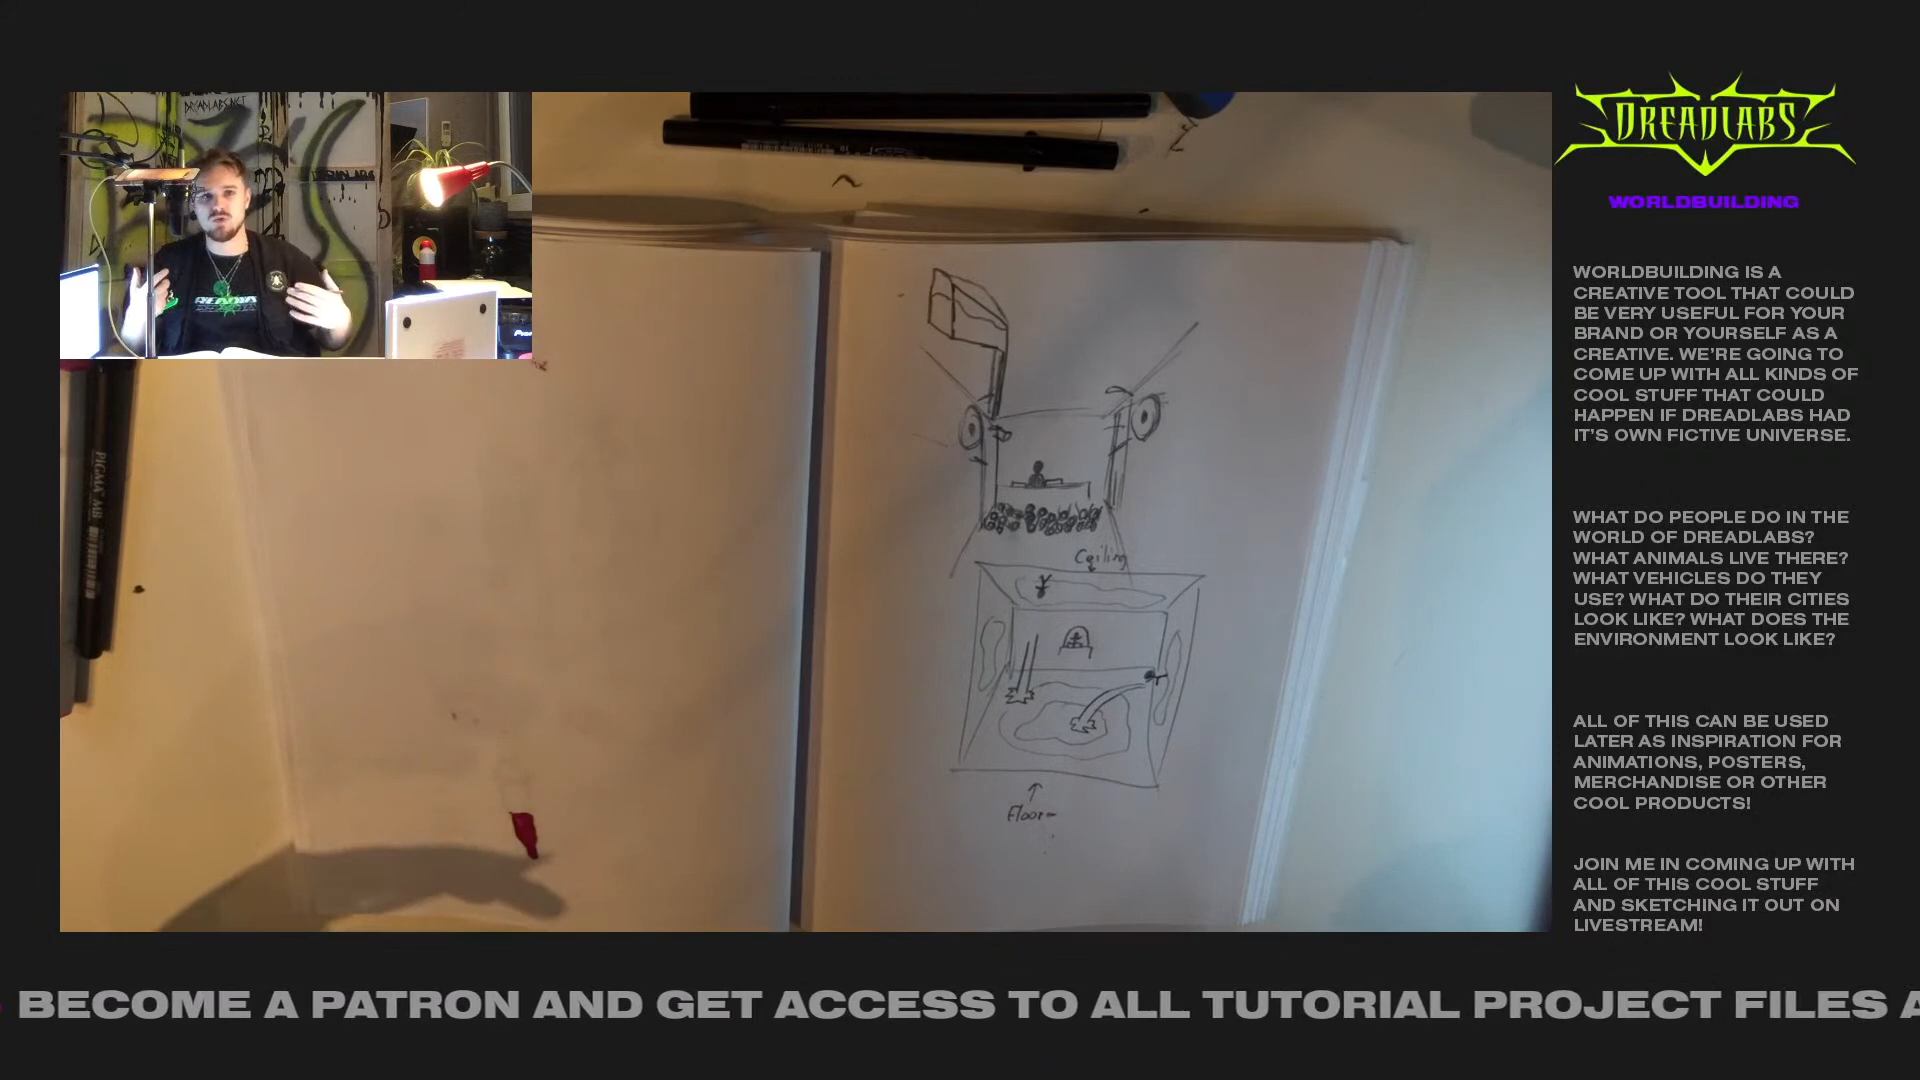 DREADLABS.NET
DREADLABS
WORLDBUILDING
WORLDBUILDING IS A
CREATIVE TOOL THAT COULD
BE VERY USEFUL FOR YOUR
BRAND OR YOURSELF AS A
CREATIVE. WE'RE GOING TO
COME UP WITH ALL KINDS OF
COOL STUFF THAT COULD
HAPPEN IF DREADLABS HAD
IT'S OWN FICTIVE UNIVERSE.
WHAT DO PEOPLE DO IN THE
WORLD OF DREADLABS?
WHAT ANIMALS LIVE THERE?
WHAT VEHICLES DO THEY
USE? WHAT DO THEIR CITIES
LOOK LIKE? WHAT DOES THE
ENVIRONMENT LOOK LIKE?
ALL OF THIS CAN BE USED
LATER AS INSPIRATION FOR
ANIMATIONS, POSTERS,
MERCHANDISE OR OTHER
COOL PRODUCTS!
JOIN ME IN COMING UP WITH
ALL OF THIS COOL STUFF
AND SKETCHING IT OUT ON
LIVESTREAM!
PIGMA MB
Ceiling
Floor
BECOME A PATRON AND GET ACCESS TO ALL TUTORIAL PROJECT FILES A